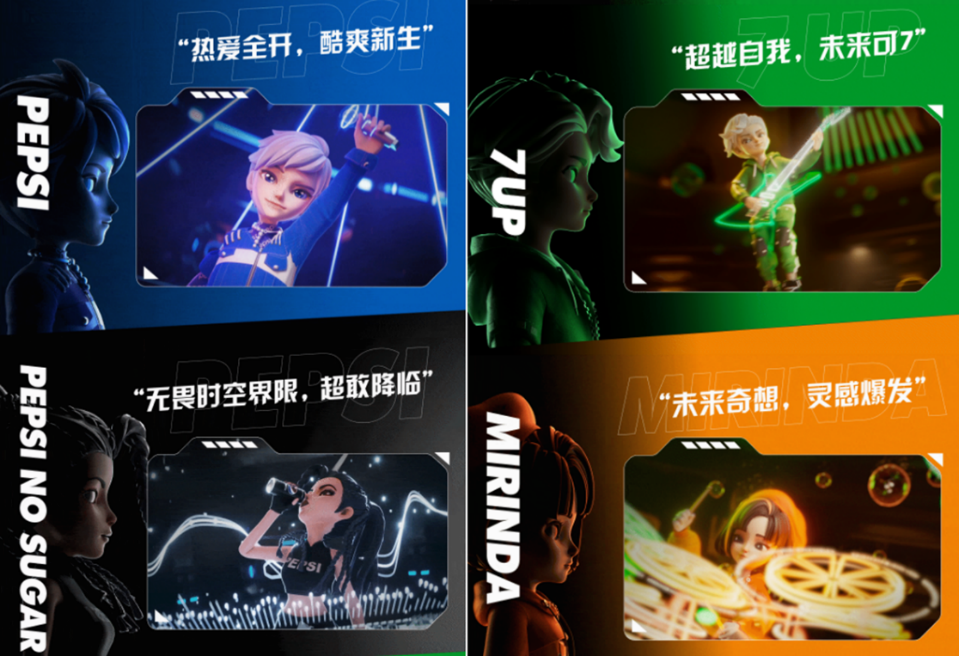 PEPSI
“热爱全开，酷爽新生”
PEPSI
7UP
“超越自我，未来可7”
7UP
PEPSI
“无畏时空界限，超敢降临”
PEPSI NO SUGAR
PEPSI
MIRINDA
“未来奇想，灵感爆发”
MIRINDA